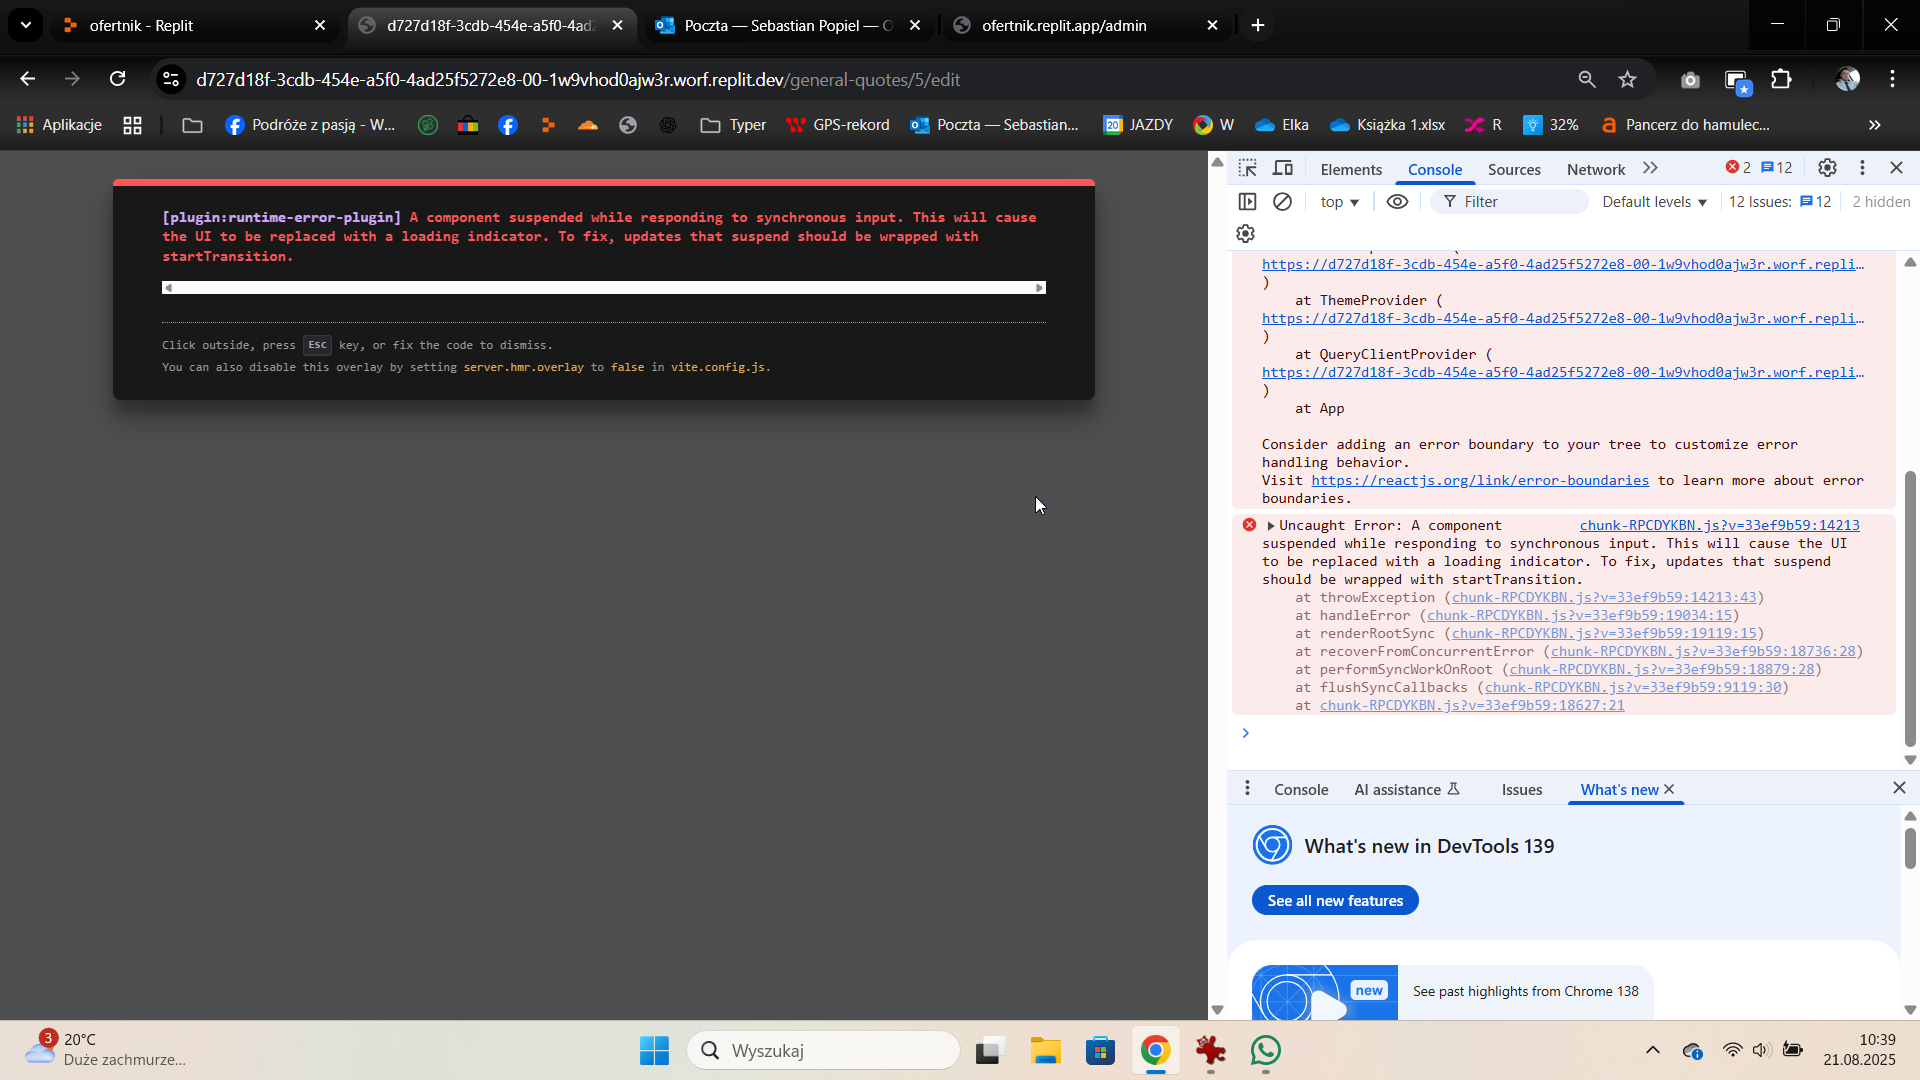 ofertnik - Replit
d727d18f-3cdb-454e-a5f0-4ad2
Poczta — Sebastian Popiel — O
ofertnik.replit.app/admin
d727d18f-3cdb-454e-a5f0-4ad25f5272e8-00-1w9vhod0ajw3r.worf.replit.dev/general-quotes/5/edit
Aplikacje
Podróże z pasją - W...
Typer
GPS-rekord
Poczta — Sebastian...
20
JAZDY
W
Elka
Książka 1.xlsx
R
32%
Pancerz do hamulec...
[plugin:runtime-error-plugin] A component suspended while responding to synchronous input. This will cause
the UI to be replaced with a loading indicator. To fix, updates that suspend should be wrapped with
startTransition.
Click outside, press Esc key, or fix the code to dismiss.
You can also disable this overlay by setting server.hmr.overlay to false in vite.config.js.
Elements
Console
Sources
Network
2
12
top
Filter
Default levels
12 Issues: 12
2 hidden
https://d727d18f-3cdb-454e-a5f0-4ad25f5272e8-00-1w9vhod0ajw3r.worf.repli…
)
at ThemeProvider (
https://d727d18f-3cdb-454e-a5f0-4ad25f5272e8-00-1w9vhod0ajw3r.worf.repli…
)
at QueryClientProvider (
https://d727d18f-3cdb-454e-a5f0-4ad25f5272e8-00-1w9vhod0ajw3r.worf.repli…
)
at App
Consider adding an error boundary to your tree to customize error
handling behavior.
Visit https://reactjs.org/link/error-boundaries to learn more about error
boundaries.
Uncaught Error: A component chunk-RPCDYKBN.js?v=33ef9b59:14213
suspended while responding to synchronous input. This will cause the UI
to be replaced with a loading indicator. To fix, updates that suspend
should be wrapped with startTransition.
at throwException (chunk-RPCDYKBN.js?v=33ef9b59:14213:43)
at handleError (chunk-RPCDYKBN.js?v=33ef9b59:19034:15)
at renderRootSync (chunk-RPCDYKBN.js?v=33ef9b59:19119:15)
at recoverFromConcurrentError (chunk-RPCDYKBN.js?v=33ef9b59:18736:28)
at performSyncWorkOnRoot (chunk-RPCDYKBN.js?v=33ef9b59:18879:28)
at flushSyncCallbacks (chunk-RPCDYKBN.js?v=33ef9b59:9119:30)
at chunk-RPCDYKBN.js?v=33ef9b59:18627:21
Console
AI assistance
Issues
What's new
What's new in DevTools 139
See all new features
new
See past highlights from Chrome 138
3
20°C
Duże zachmurze...
Wyszukaj
10:39
21.08.2025